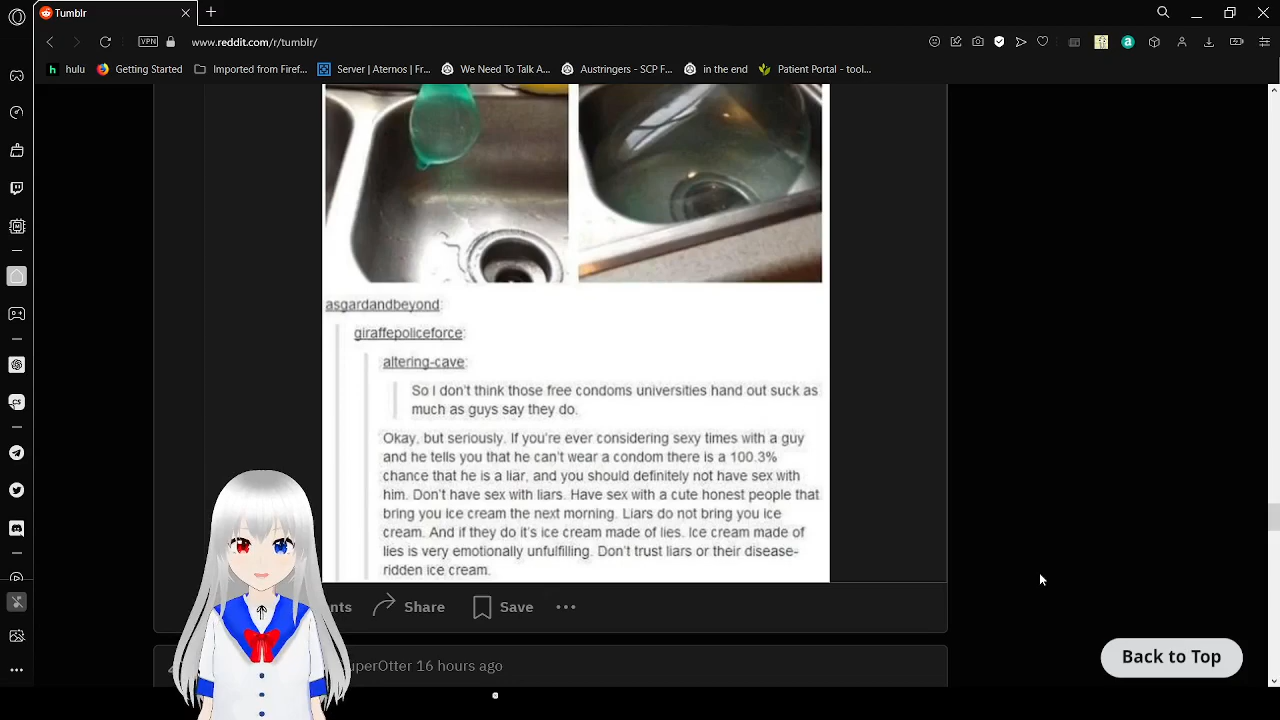 Tumblr
www.reddit.com/r/tumblr/
VPN
hulu
Getting Started
Imported from Firef...
Server | Aternos | Fr...
We Need To Talk A...
Austringers - SCP F...
in the end
Patient Portal - tool...
asgardandbeyond:
giraffepoliceforce:
altering-cave:
So I don't think those free condoms universities hand out suck as
much as guys say they do.
Okay, but seriously. If you're ever considering sexy times with a guy
and he tells you that he can't wear a condom there is a 100.3%
chance that he is a liar, and you should definitely not have sex with
him. Don't have sex with liars. Have sex with a cute honest people that
bring you ice cream the next morning. Liars do not bring you ice
cream. And if they do it's ice cream made of lies. Ice cream made of
lies is very emotionally unfulfilling. Don't trust liars or their disease-
ridden ice cream.
nts
Share
Save
uperOtter 16 hours ago
Back to Top